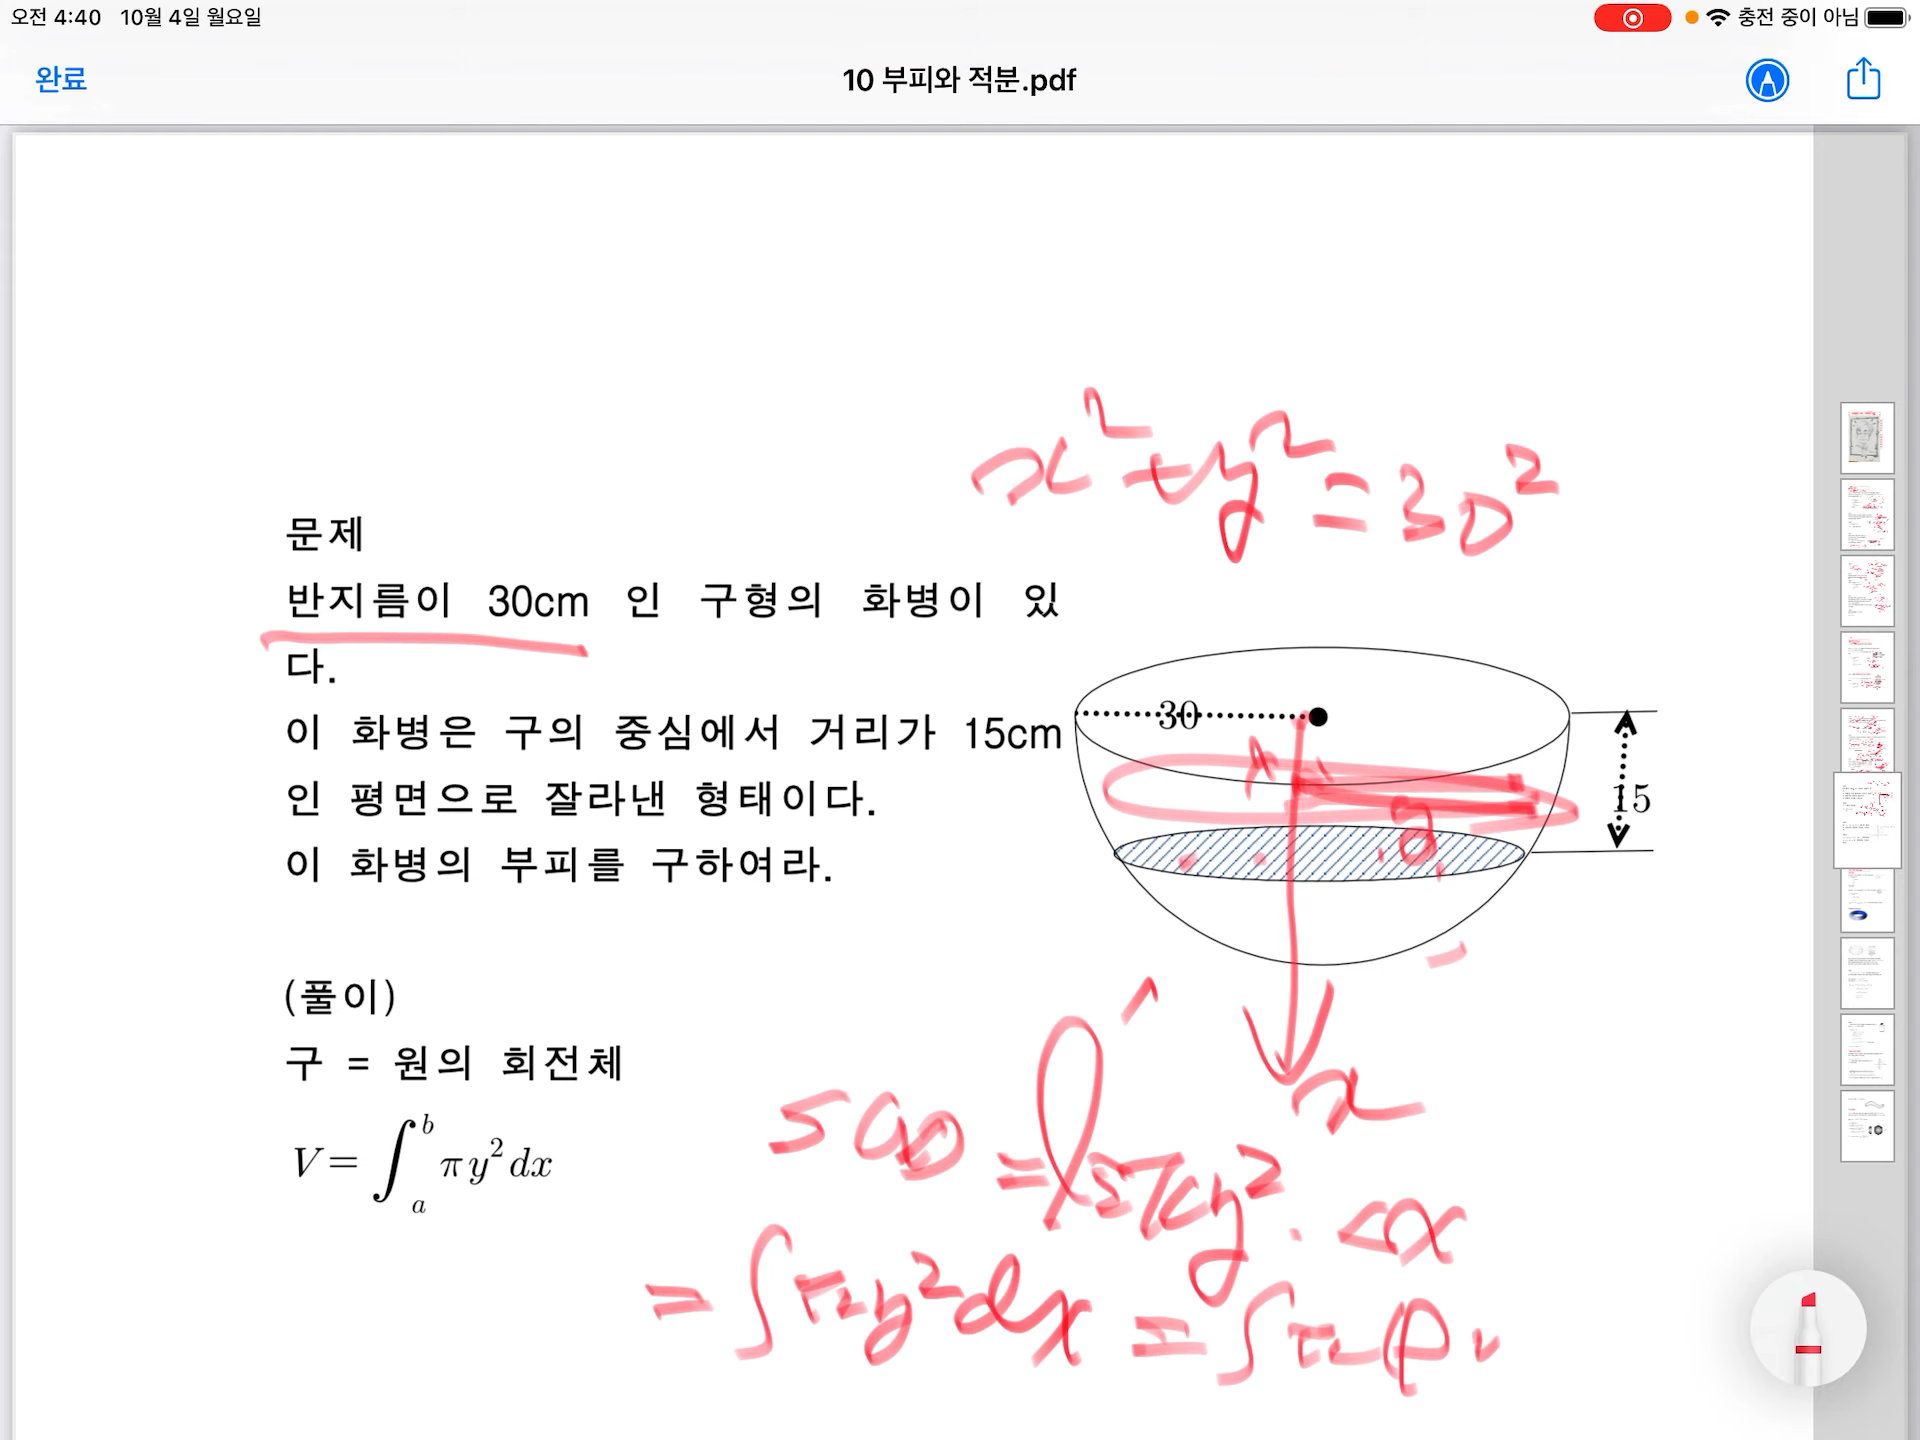 오전 4:40 10월 4일 월요일
충전 중이 아님
완료
10 부피와 적분.pdf
x² + y² = 30²
문제
반지름이 30cm 인 구형의 화병이 있
다.
이 화병은 구의 중심에서 거리가 15cm
인 평면으로 잘라낸 형태이다.
이 화병의 부피를 구하여라.
30
15
x
(풀이)
구 = 원의 회전체
V = ∫_a^b π y² dx
= ∫ π y² dx = ∫ π